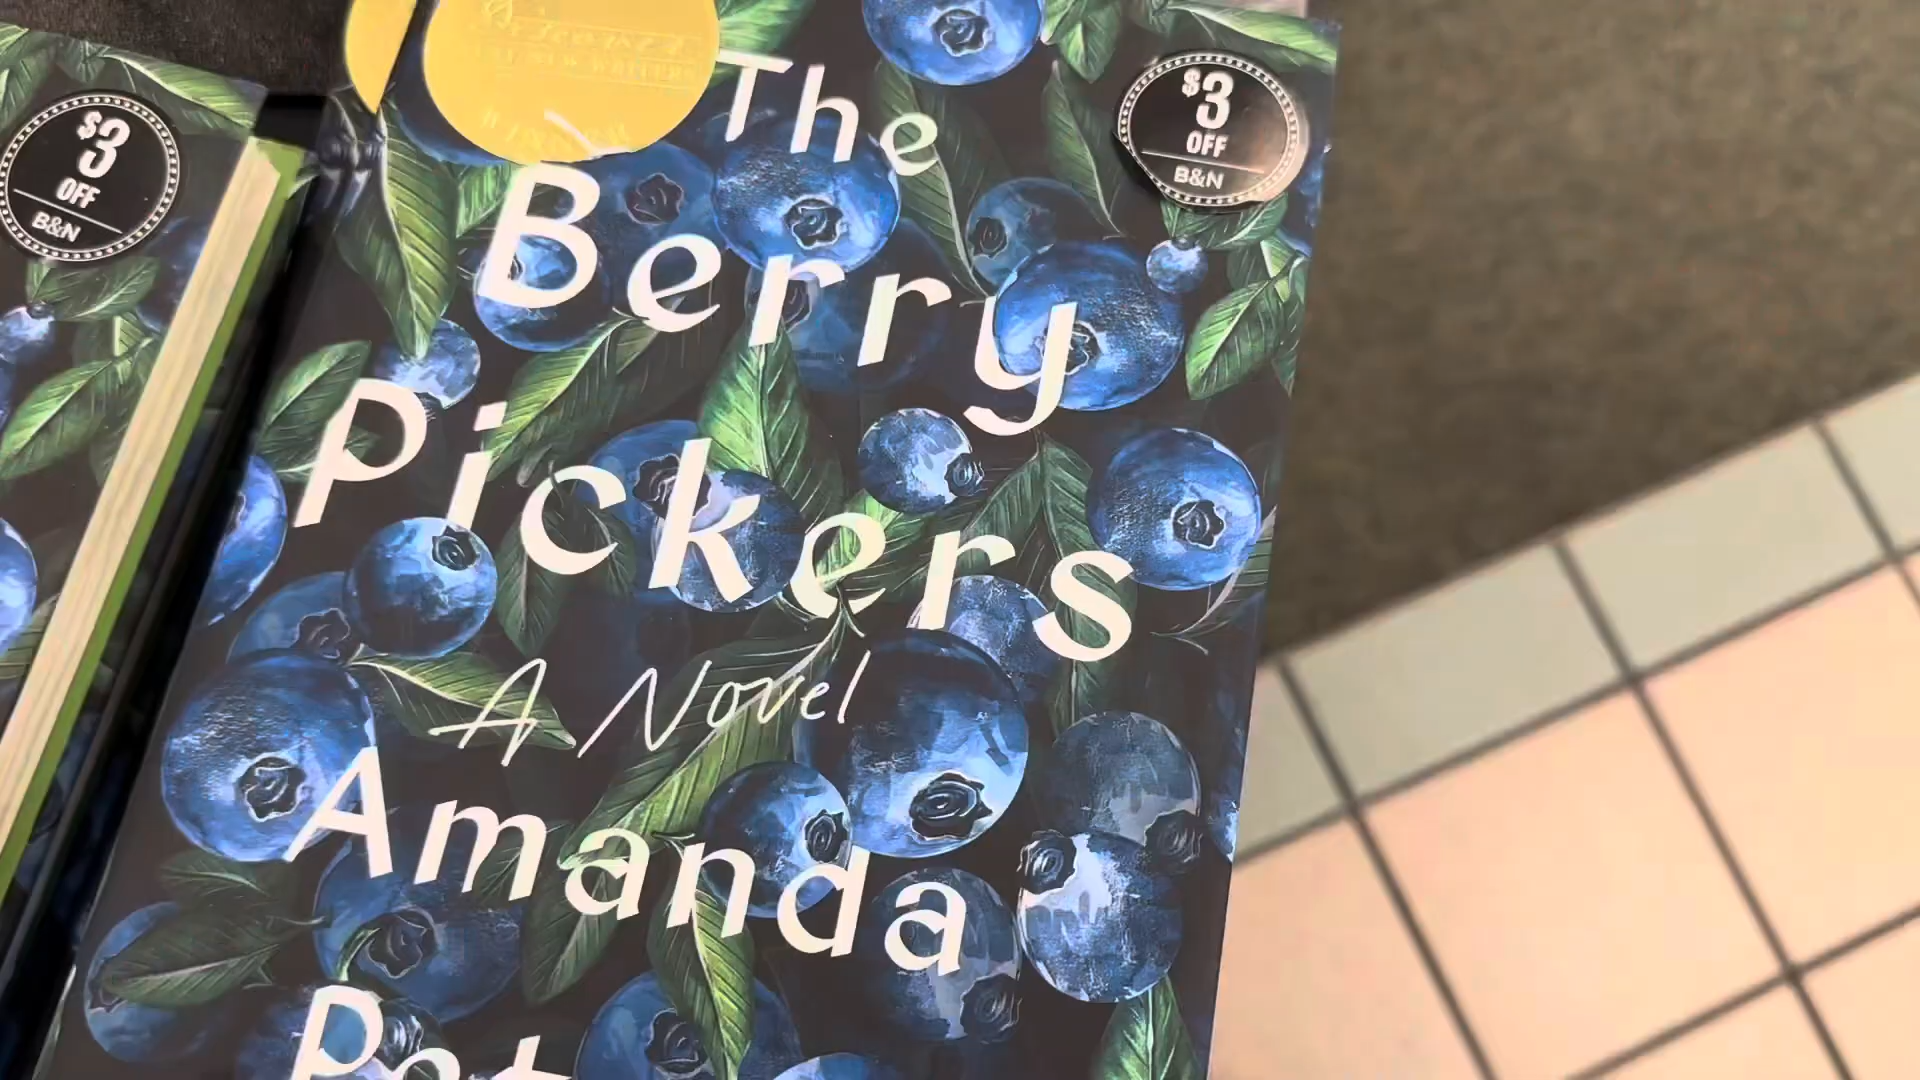 The
Berry
Pickers
A Novel
Amanda
$3
OFF
B&N
$3
OFF
B&N